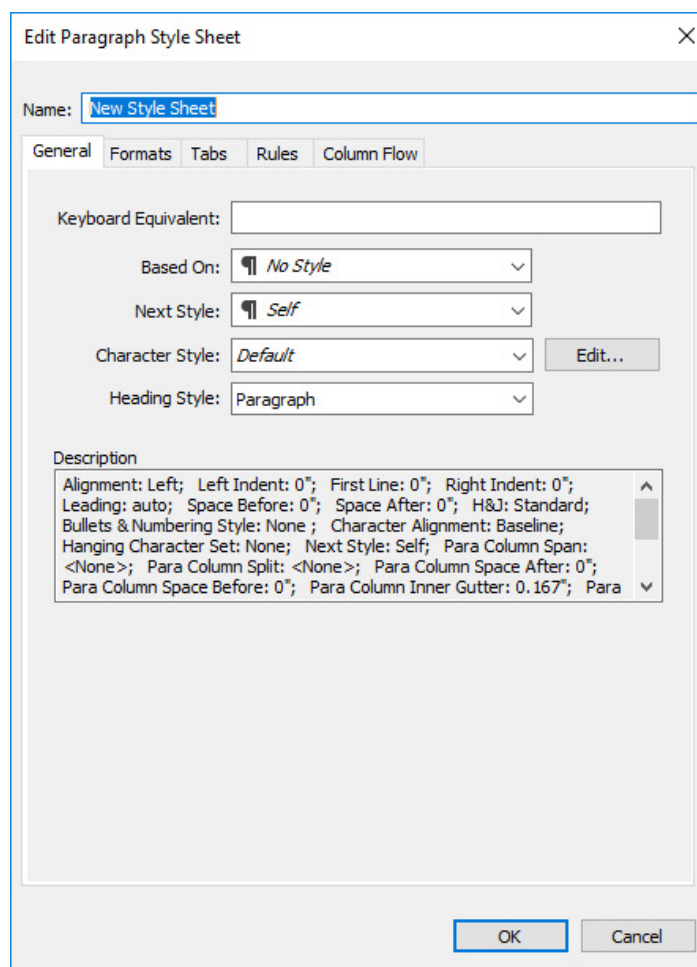 Edit Paragraph Style Sheet
Name: New Style Sheet
General Formats Tabs Rules Column Flow
Keyboard Equivalent:
Based On: ¶ No Style
Next Style: ¶ Self
Character Style: Default Edit...
Heading Style: Paragraph
Description
Alignment: Left; Left Indent: 0"; First Line: 0"; Right Indent: 0";
Leading: auto; Space Before: 0"; Space After: 0"; H&J: Standard;
Bullets & Numbering Style: None ; Character Alignment: Baseline;
Hanging Character Set: None; Next Style: Self; Para Column Span:
<None>; Para Column Split: <None>; Para Column Space After: 0";
Para Column Space Before: 0"; Para Column Inner Gutter: 0.167"; Para
OK Cancel